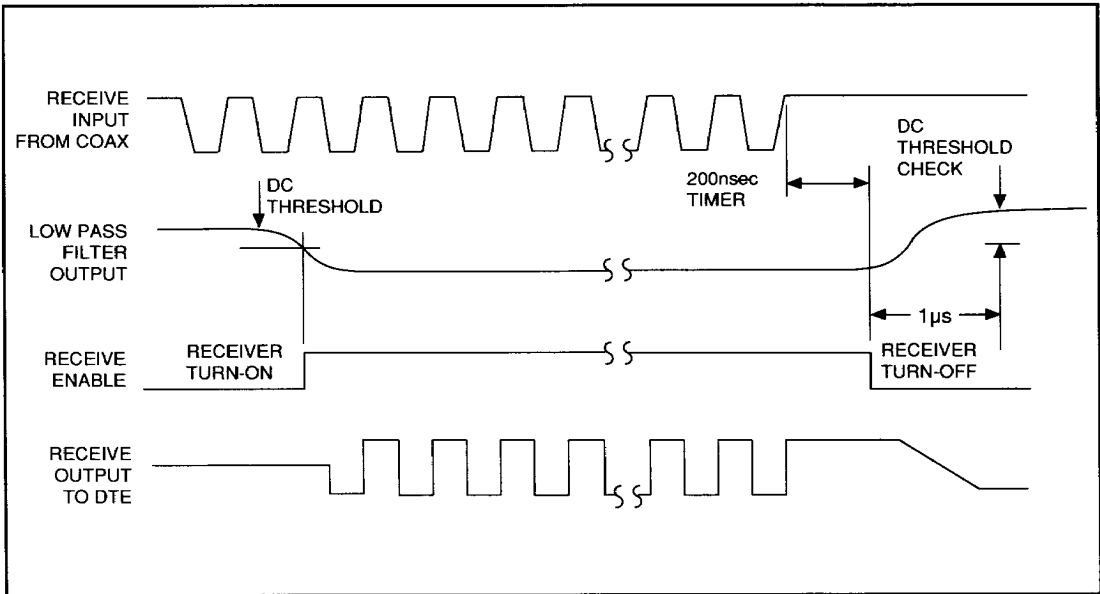 RECEIVE
INPUT
FROM COAX
DC
THRESHOLD
200nsec
TIMER
DC
THRESHOLD
CHECK
LOW PASS
FILTER
OUTPUT
1µs
RECEIVE
ENABLE
RECEIVER
TURN-ON
RECEIVER
TURN-OFF
RECEIVE
OUTPUT
TO DTE